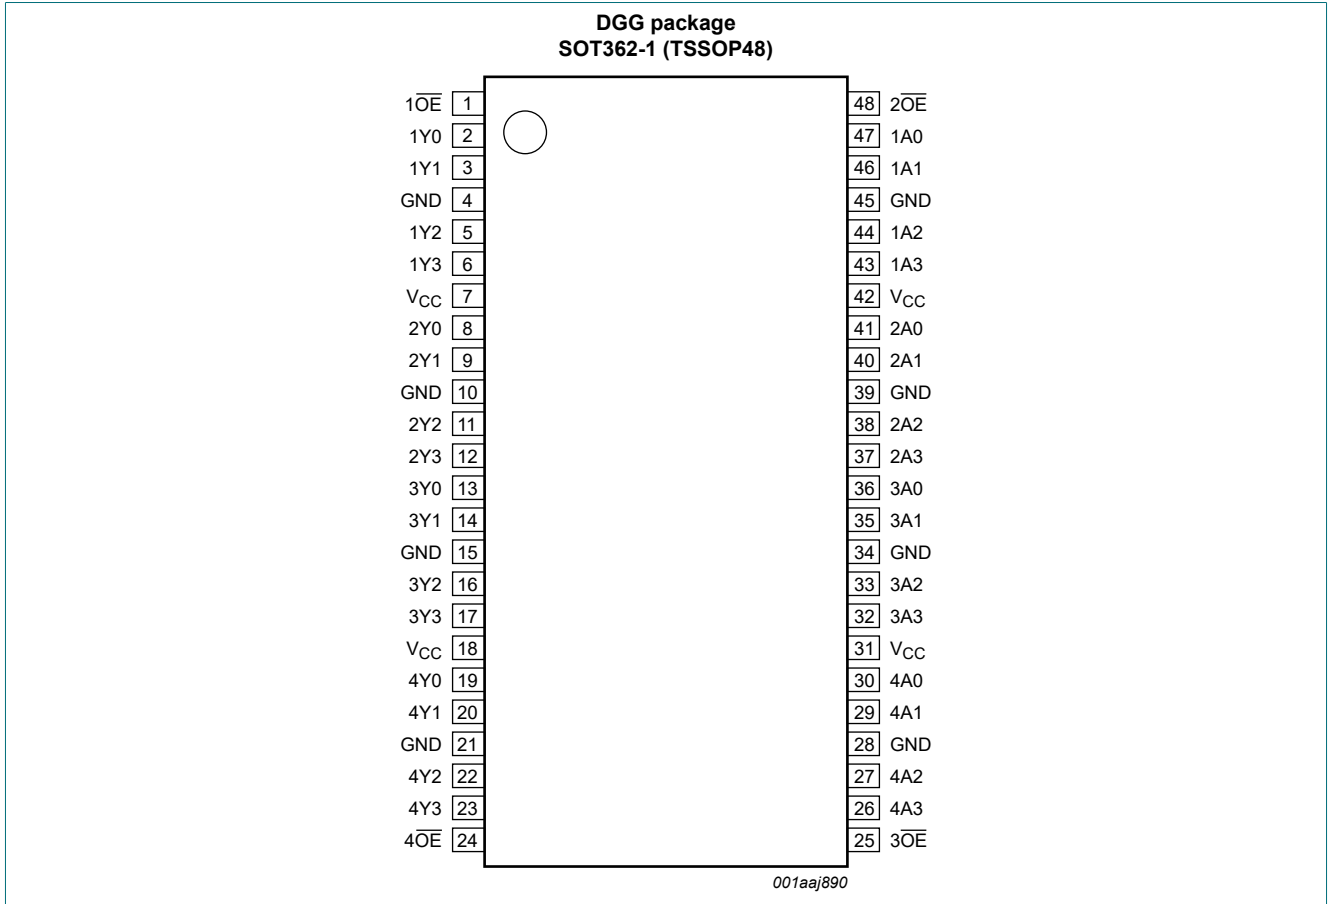 DGG package
SOT362-1 (TSSOP48)
1O̅E̅ 1 48 2O̅E̅
1Y0 2 47 1A0
1Y1 3 46 1A1
GND 4 45 GND
1Y2 5 44 1A2
1Y3 6 43 1A3
VCC 7 42 VCC
2Y0 8 41 2A0
2Y1 9 40 2A1
GND 10 39 GND
2Y2 11 38 2A2
2Y3 12 37 2A3
3Y0 13 36 3A0
3Y1 14 35 3A1
GND 15 34 GND
3Y2 16 33 3A2
3Y3 17 32 3A3
VCC 18 31 VCC
4Y0 19 30 4A0
4Y1 20 29 4A1
GND 21 28 GND
4Y2 22 27 4A2
4Y3 23 26 4A3
4O̅E̅ 24 25 3O̅E̅
001aaj890